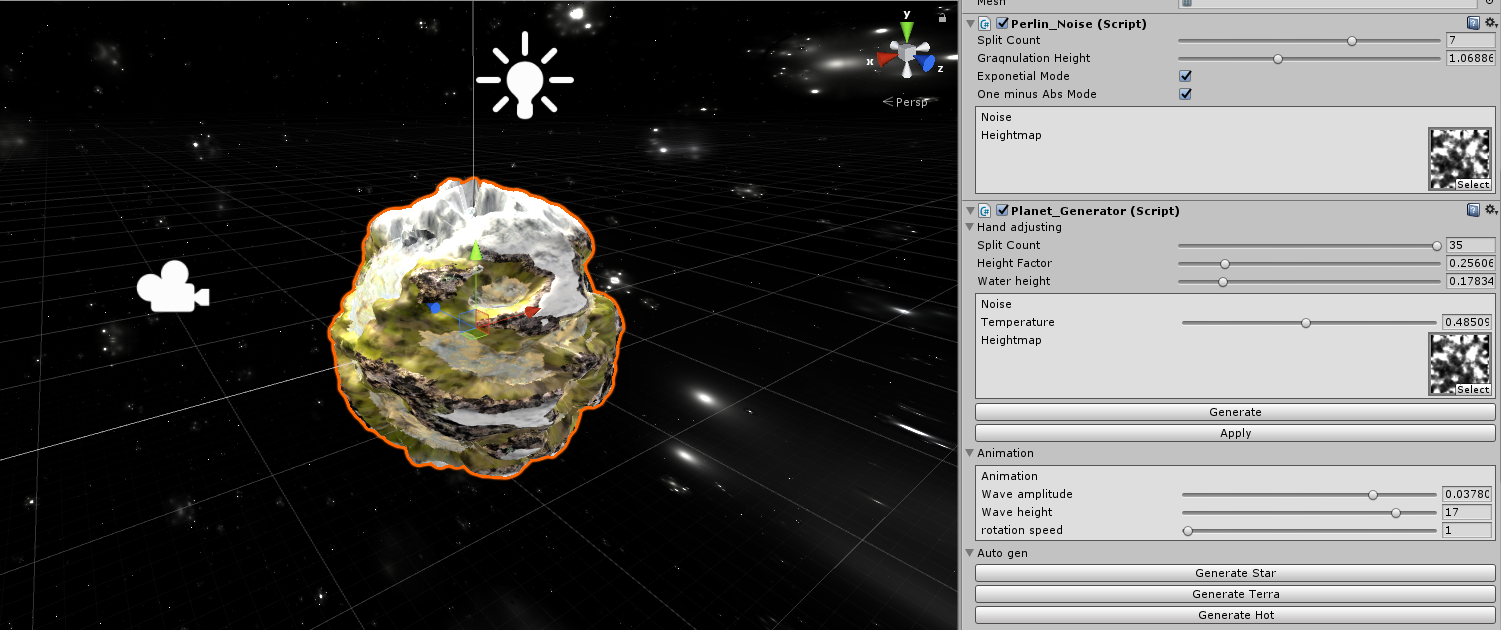 y
x
z
Persp
Mesh
Perlin_Noise (Script)
Split Count 7
Graqnulation Height 1.06886
Exponetial Mode
One minus Abs Mode
Noise
Heightmap
Select
Planet_Generator (Script)
Hand adjusting
Split Count 35
Height Factor 0.25606
Water height 0.17834
Noise
Temperature 0.48509
Heightmap
Select
Generate
Apply
Animation
Animation
Wave amplitude 0.03780
Wave height 17
rotation speed 1
Auto gen
Generate Star
Generate Terra
Generate Hot